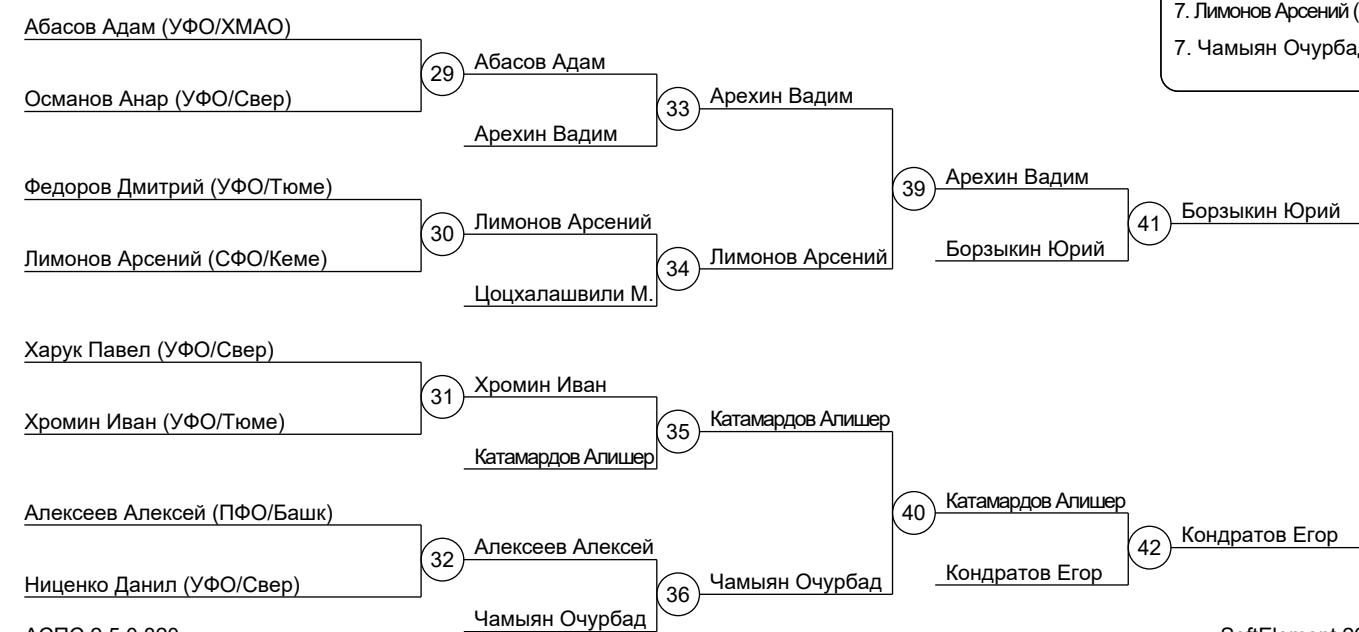 7. Лимонов Арсений (
7. Чамыян Очурбад
Абасов Адам (УФО/ХМАО)
29
Абасов Адам
Османов Анар (УФО/Свер)
33
Арехин Вадим
Арехин Вадим
Федоров Дмитрий (УФО/Тюме)
39
Арехин Вадим
30
Лимонов Арсений
41
Борзыкин Юрий
Лимонов Арсений (СФО/Кеме)
34
Лимонов Арсений
Борзыкин Юрий
Цоцхалашвили М.
Харук Павел (УФО/Свер)
31
Хромин Иван
Хромин Иван (УФО/Тюме)
35
Катамардов Алишер
Катамардов Алишер
Алексеев Алексей (ПФО/Башк)
40
Катамардов Алишер
32
Алексеев Алексей
42
Кондратов Егор
Ниценко Данил (УФО/Свер)
36
Чамыян Очурбад
Кондратов Егор
Чамыян Очурбад